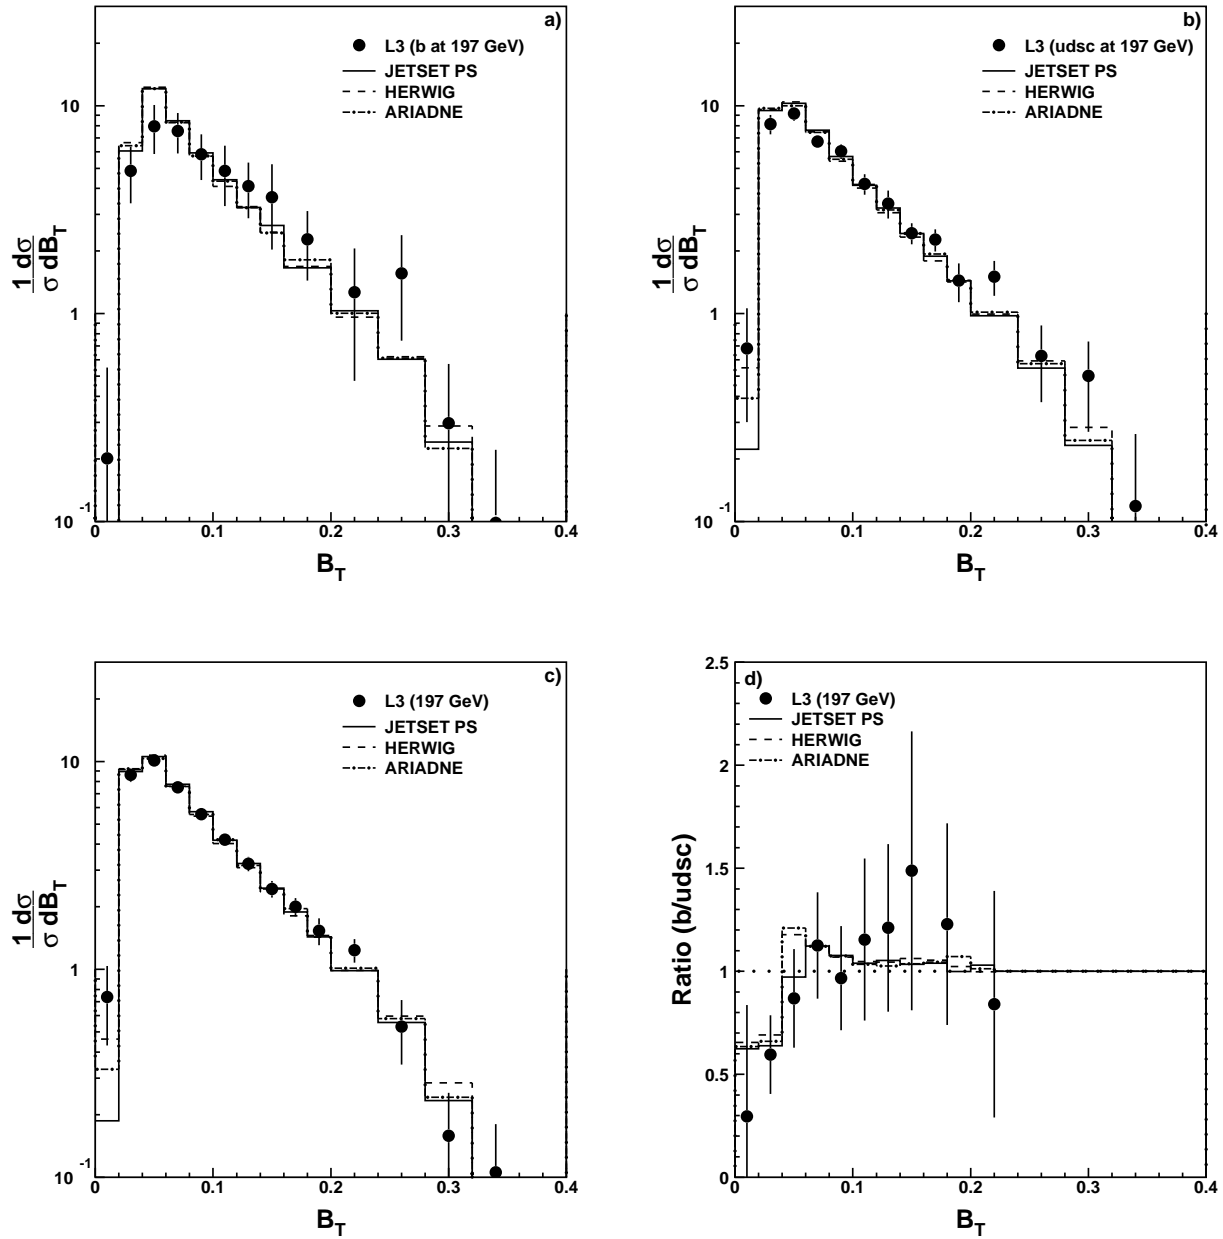 a)
L3 (b at 197 GeV)
JETSET PS
HERWIG
ARIADNE
10
1
10 -1
1 dσ
σ dB_T
0 0.1 0.2 0.3 0.4
B_T
b)
L3 (udsc at 197 GeV)
JETSET PS
HERWIG
ARIADNE
10
1
10 -1
1 dσ
σ dB_T
0 0.1 0.2 0.3 0.4
B_T
c)
L3 (197 GeV)
JETSET PS
HERWIG
ARIADNE
10
1
10 -1
1 dσ
σ dB_T
0 0.1 0.2 0.3 0.4
B_T
d)
L3 (197 GeV)
JETSET PS
HERWIG
ARIADNE
2.5
2
1.5
1
0.5
0
Ratio (b/udsc)
0 0.1 0.2 0.3 0.4
B_T